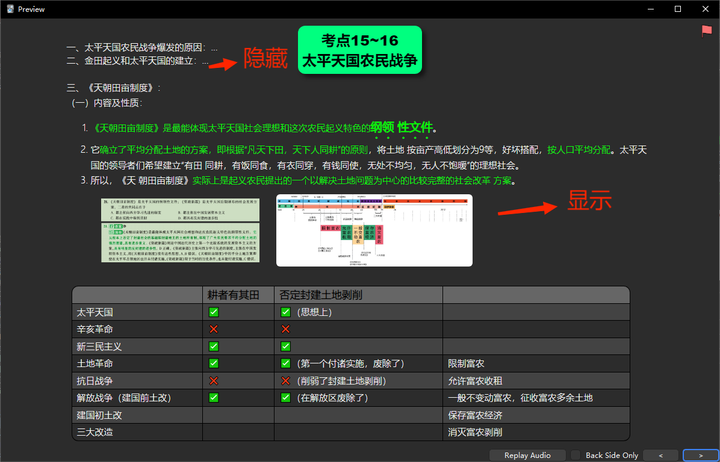 Preview
考点15~16
太平天国农民战争
一、太平天国农民战争爆发的原因：...
二、金田起义和太平天国的建立：...
隐藏
三、《天朝田亩制度》：
（一）内容及性质：
1. 《天朝田亩制度》是最能体现太平天国社会理想和这次农民起义特色的纲领 性文件。
2. 它确立了平均分配土地的方案，即根据“凡天下田，天下人同耕”的原则，将土地 按亩产高低划分为9等，好坏搭配，按人口平均分配。太平天
国的领导者们希望建立“有田 同耕，有饭同食，有衣同穿，有钱同使，无处不均匀，无人不饱暖”的理想社会。
3. 所以，《天 朝田亩制度》实际上是起义农民提出的一个以解决土地问题为中心的比较完整的社会改革 方案。
显示
耕者有其田 否定封建土地剥削
太平天国 ✅ ✅（思想上）
辛亥革命 ❌ ❌
新三民主义 ✅ ✅
土地革命 ✅ ✅（第一个付诸实施，废除了） 限制富农
抗日战争 ❌ ❌（削弱了封建土地剥削） 允许富农收租
解放战争（建国前土改） ✅ ✅（在解放区废除了） 一般不变动富农，征收富农多余土地
建国初土改 保存富农经济
三大改造 消灭富农剥削
Replay Audio Back Side Only < >